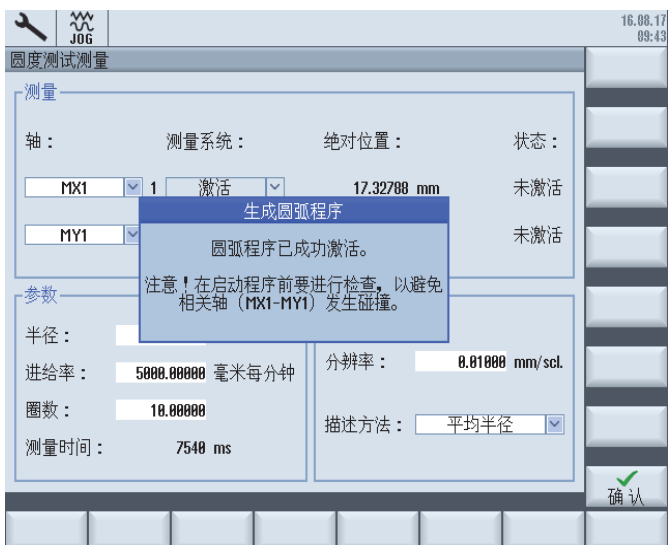 JOG
16.08.17
09:43
圆度测试测量
测量
轴：
测量系统：
绝对位置：
状态：
MX1
1
激活
17.32788 mm
未激活
MY1
未激活
生成圆弧程序
圆弧程序已成功激活。
注意！在启动程序前要进行检查，以避免
相关轴（MX1-MY1）发生碰撞。
参数
半径：
进给率：
5000.00000 毫米每分钟
圈数：
10.00000
测量时间：
7540 ms
分辨率：
0.01000 mm/scl.
描述方法：
平均半径
确认